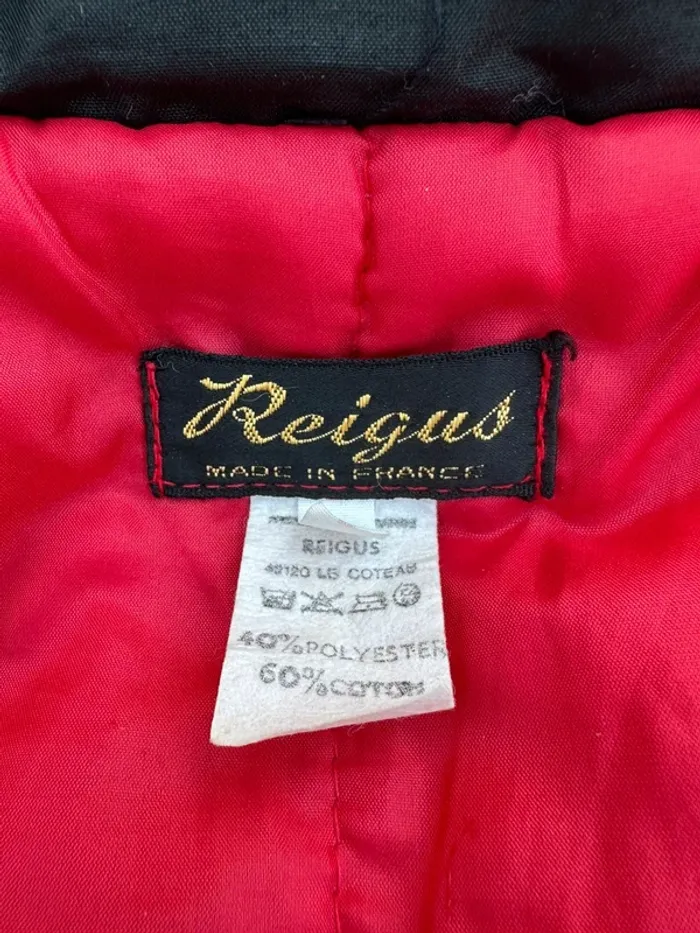 Reigus
MADE IN FRANCE
REIGUS
LE COTEAU
40% POLYESTER
60% COTON